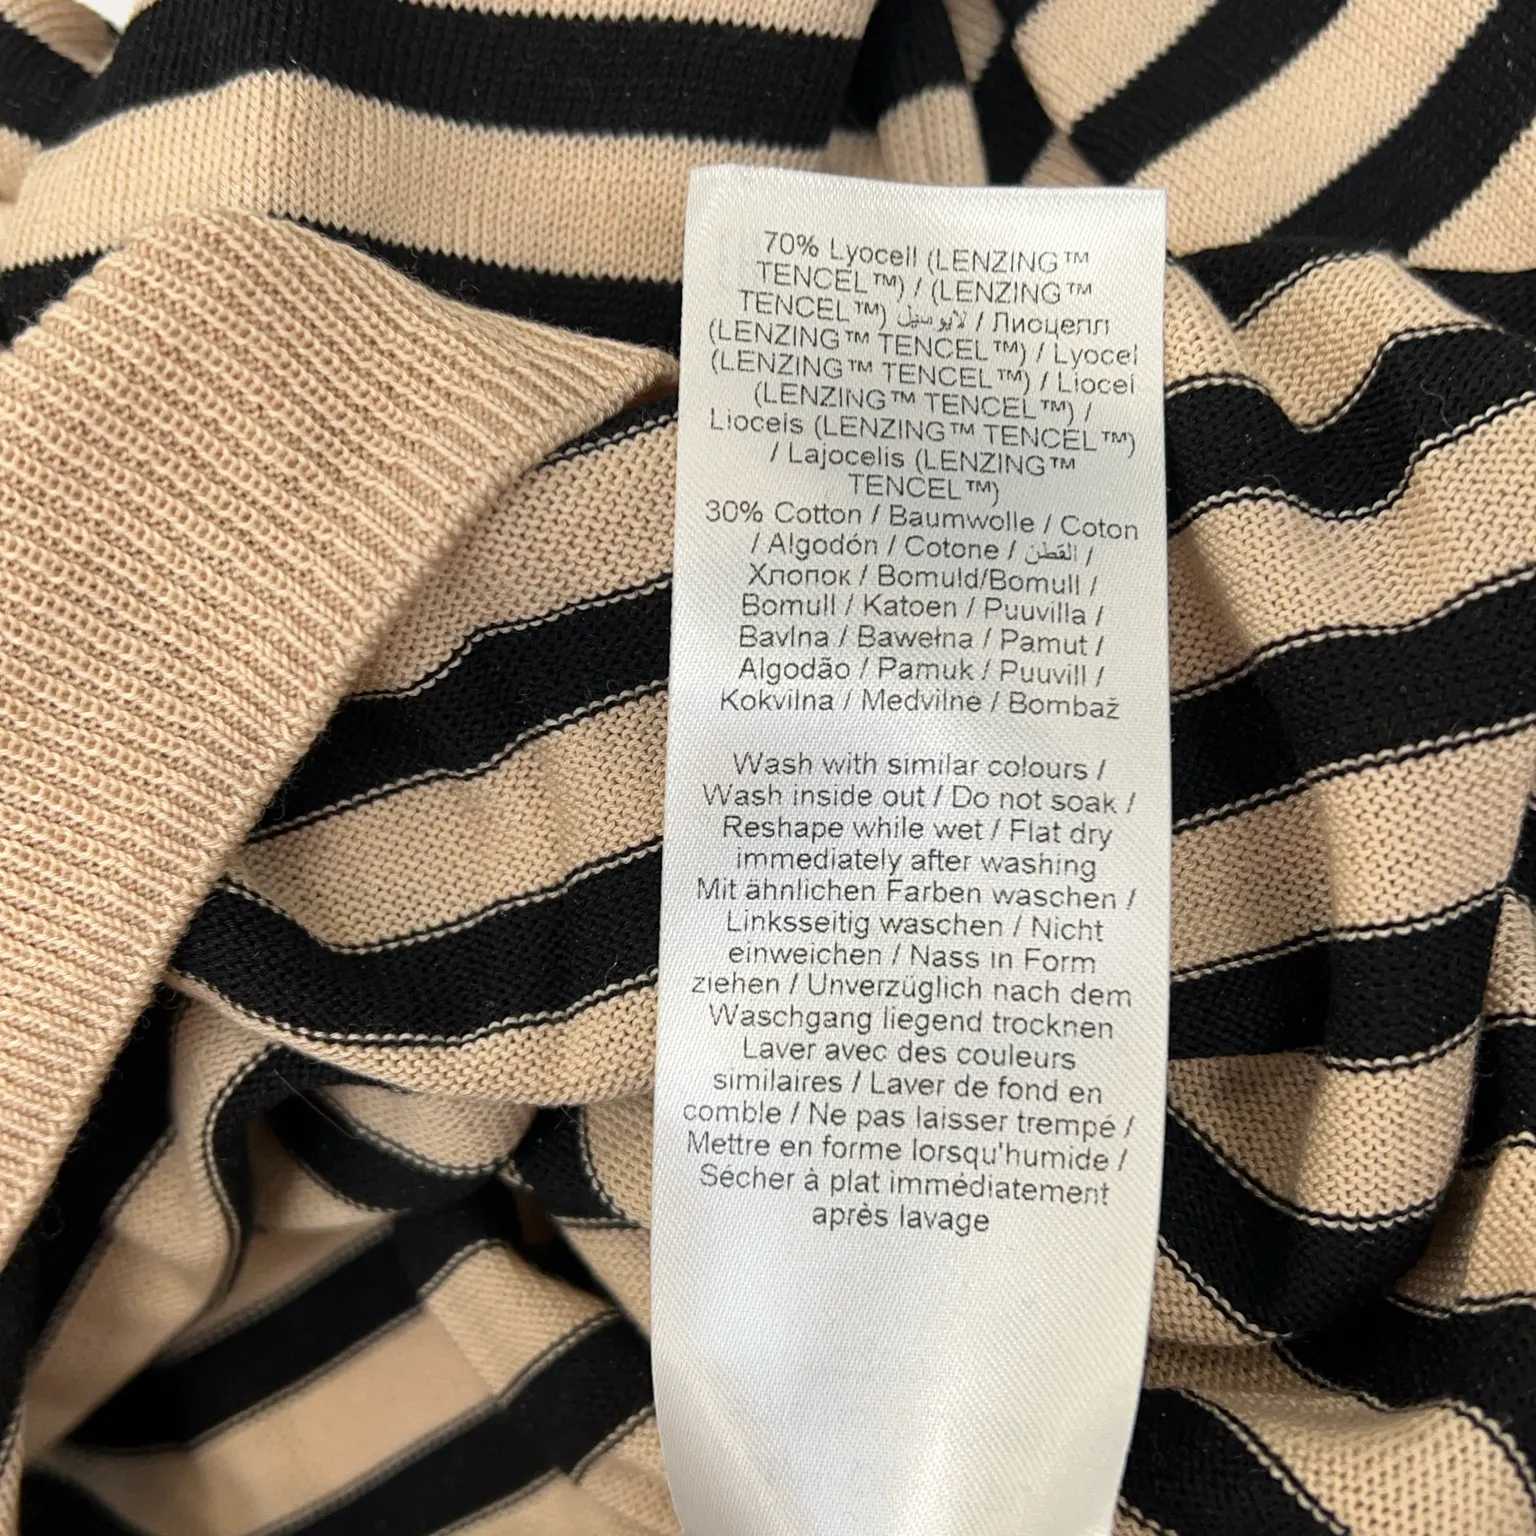 70% Lyocell (LENZING™
TENCEL™) / (LENZING™
TENCEL™) لايوسيل / Лиоцелл
(LENZING™ TENCEL™) / Lyocel
(LENZING™ TENCEL™) / Liocel
(LENZING™ TENCEL™) /
Lioceis (LENZING™ TENCEL™)
/ Lajocelis (LENZING™
TENCEL™)
30% Cotton / Baumwolle / Coton
/ Algodón / Cotone / القطن /
Хлопок / Bomuld/Bomull /
Bomull / Katoen / Puuvilla /
Bavlna / Bawełna / Pamut /
Algodão / Pamuk / Puuvill /
Kokvilna / Medvilne / Bombaž
Wash with similar colours /
Wash inside out / Do not soak /
Reshape while wet / Flat dry
immediately after washing
Mit ähnlichen Farben waschen /
Linksseitig waschen / Nicht
einweichen / Nass in Form
ziehen / Unverzüglich nach dem
Waschgang liegend trocknen
Laver avec des couleurs
similaires / Laver de fond en
comble / Ne pas laisser trempé /
Mettre en forme lorsqu'humide /
Sécher à plat immédiatement
après lavage